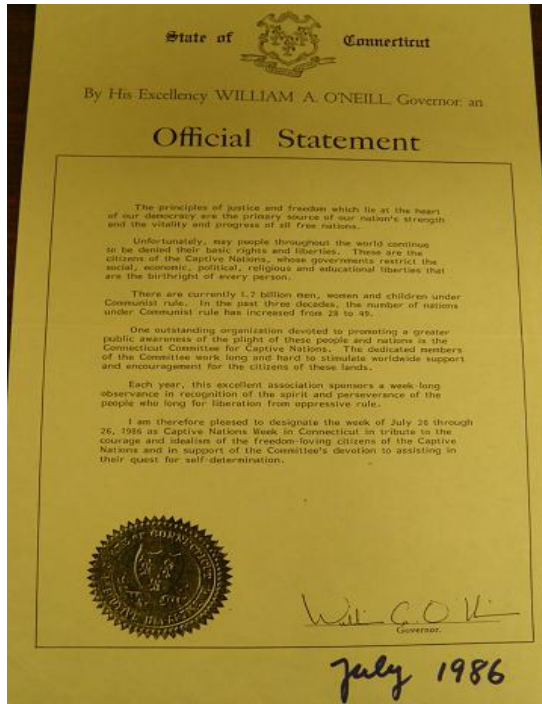 State of Connecticut
By His Excellency WILLIAM A. O'NEILL, Governor: an
Official Statement
The principles of justice and freedom which lie at the heart
of our democracy are the primary source of our nation's strength
and the vitality and progress of all free nations.
Unfortunately, may people throughout the world continue
to be denied their basic rights and liberties. These are the
citizens of the Captive Nations, whose governments restrict the
social, economic, political, religious and educational liberties that
are the birthright of every person.
There are currently 1.7 billion men, women and children under
Communist rule. In the past three decades, the number of nations
under Communist rule has increased from 28 to 49.
One outstanding organization devoted to promoting a greater
public awareness of the plight of these people and nations is the
Connecticut Committee for Captive Nations. The dedicated members
of the Committee work long and hard to stimulate worldwide support
and encouragement for the citizens of these lands.
Each year, this excellent association sponsors a week-long
observance in recognition of the spirit and perseverance of the
people who long for liberation from oppressive rule.
I am therefore pleased to designate the week of July 20 through
26, 1986 as Captive Nations Week in Connecticut in tribute to the
courage and idealism of the freedom-loving citizens of the Captive
Nations and in support of the Committee's devotion to assisting in
their quest for self-determination.
William A. O'Neill
Governor.
July 1986